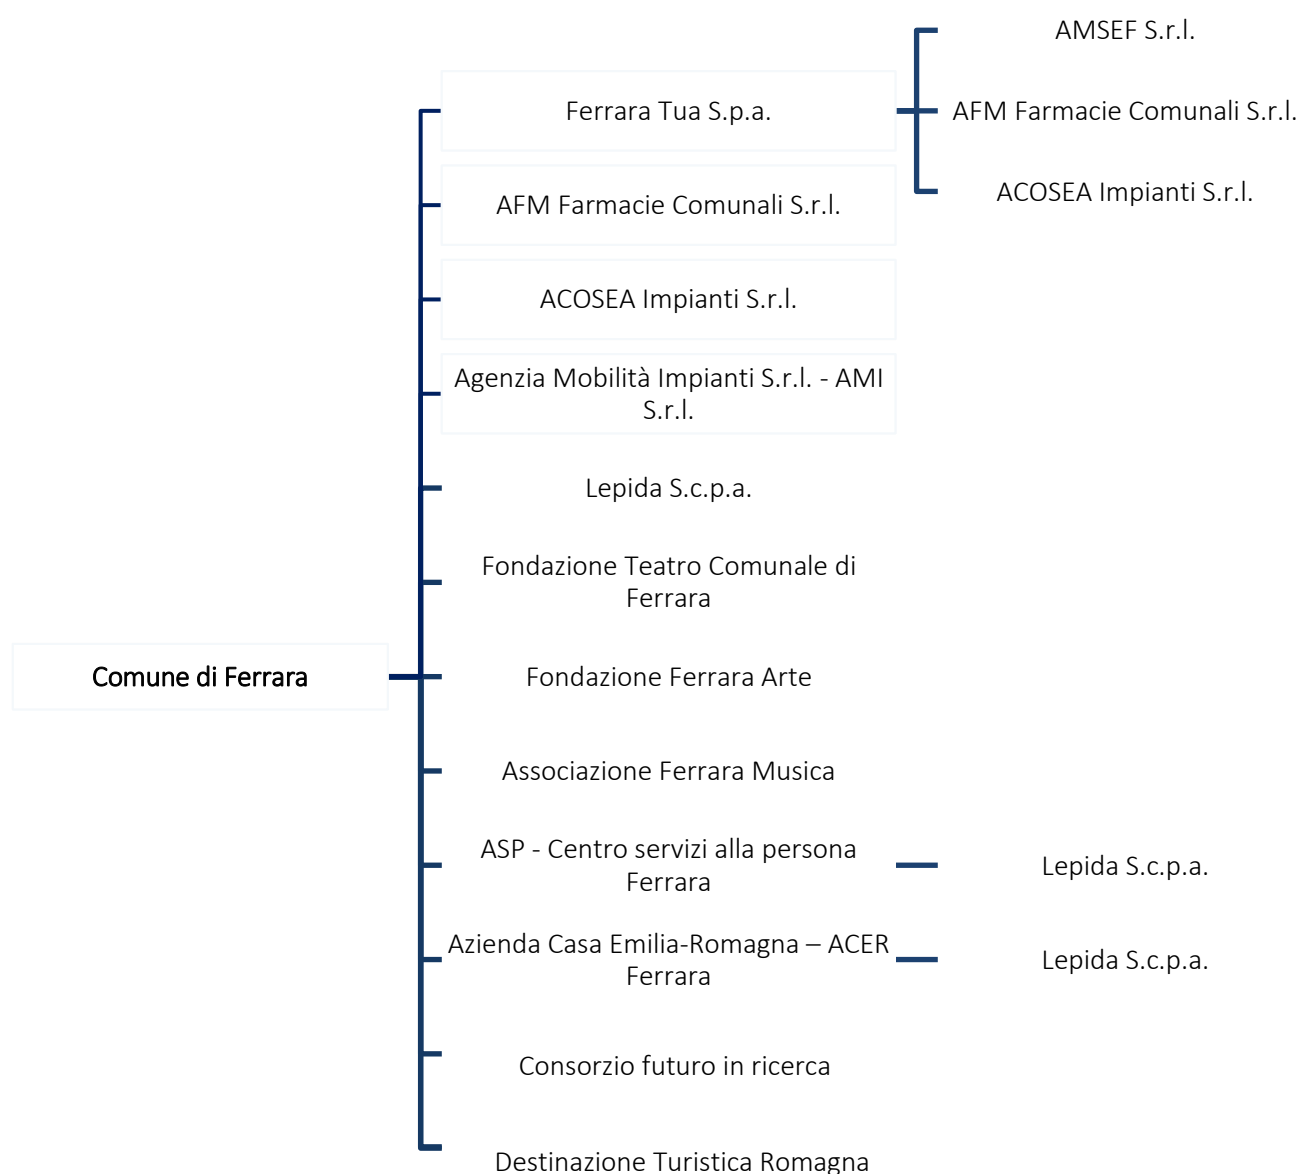 AMSEF S.r.l.
Ferrara Tua S.p.a.
AFM Farmacie Comunali S.r.l.
ACOSEA Impianti S.r.l.
AFM Farmacie Comunali S.r.l.
ACOSEA Impianti S.r.l.
Agenzia Mobilità Impianti S.r.l. - AMI
S.r.l.
Lepida S.c.p.a.
Fondazione Teatro Comunale di
Ferrara
Comune di Ferrara
Fondazione Ferrara Arte
Associazione Ferrara Musica
ASP - Centro servizi alla persona
Ferrara
Lepida S.c.p.a.
Azienda Casa Emilia-Romagna – ACER
Ferrara
Lepida S.c.p.a.
Consorzio futuro in ricerca
Destinazione Turistica Romagna